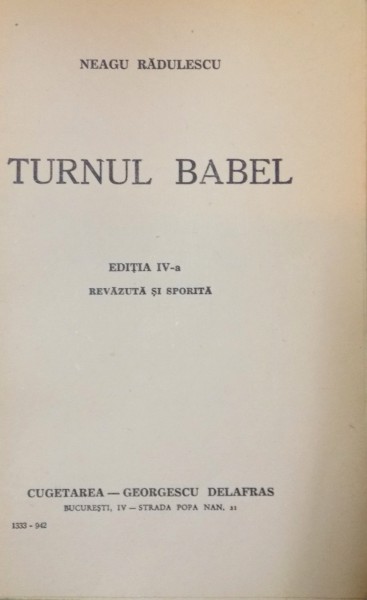 NEAGU RĂDULESCU
TURNUL BABEL
EDIȚIA IV-a
REVĂZUTĂ ȘI SPORITĂ
CUGETAREA — GEORGESCU DELAFRAS
BUCUREȘTI, IV — STRADA POPA NAN, 21
1333 - 942